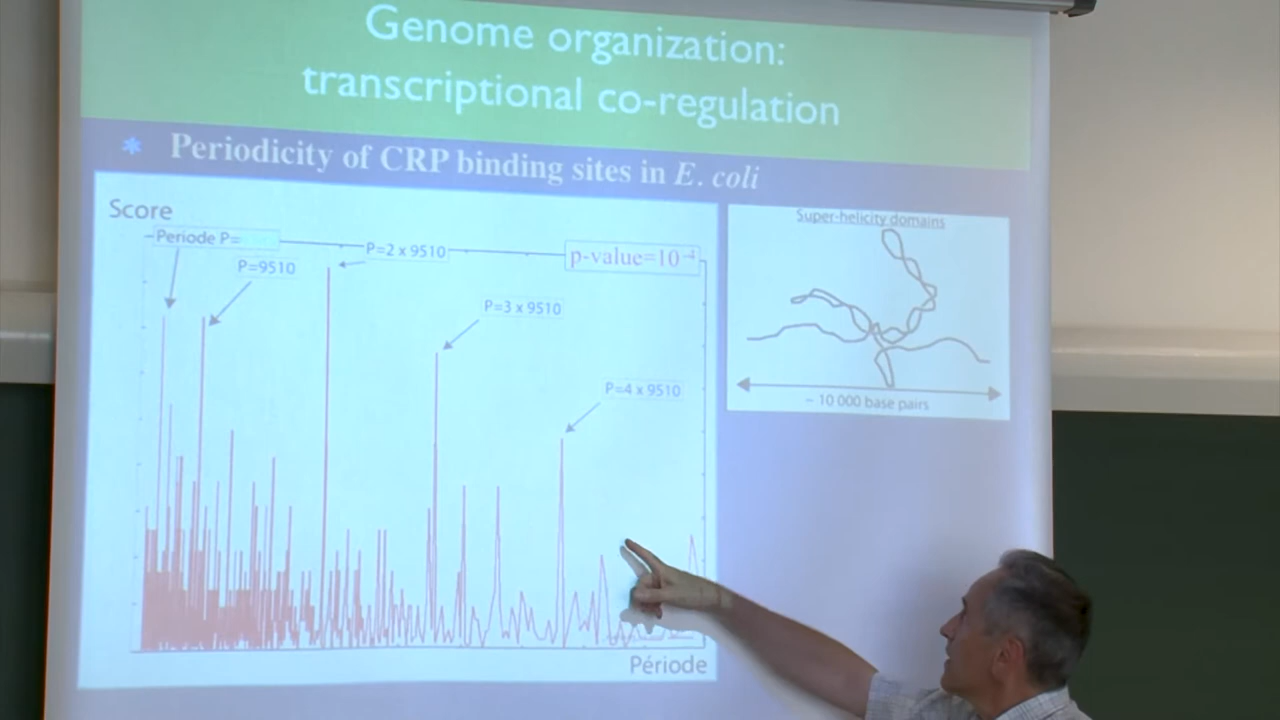 Genome organization:
transcriptional co-regulation
* Periodicity of CRP binding sites in E. coli
Score
Periode P=
P=9510
P=2 x 9510
p-value=10⁻⁴
P=3 x 9510
P=4 x 9510
Période
Super-helicity domains
~ 10 000 base pairs